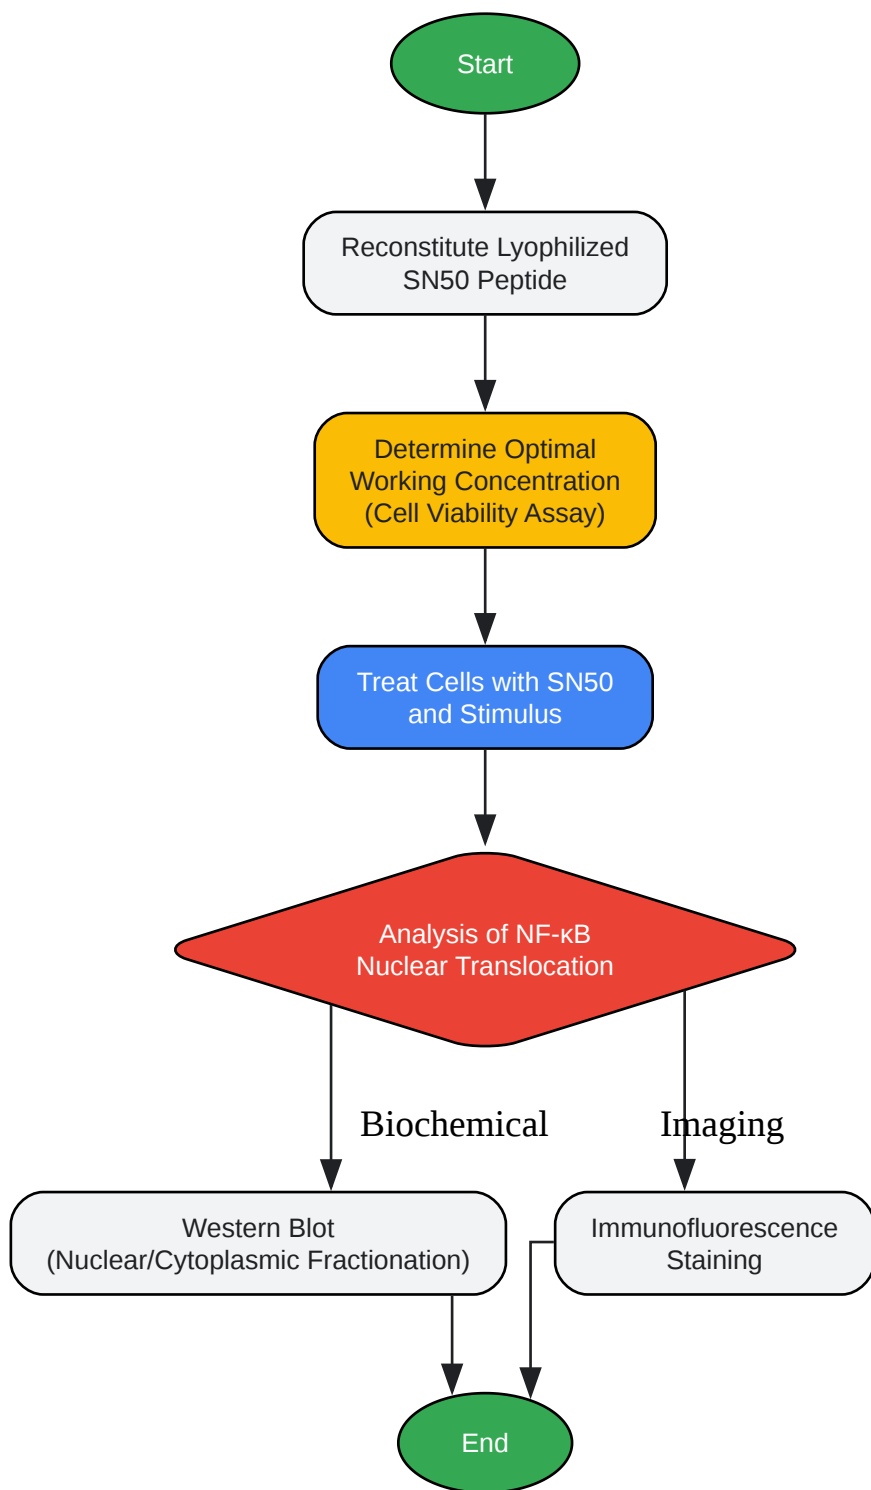 Start
Reconstitute Lyophilized
SN50 Peptide
Determine Optimal
Working Concentration
(Cell Viability Assay)
Treat Cells with SN50
and Stimulus
Analysis of NF-κB
Nuclear Translocation
Biochemical
Imaging
Western Blot
(Nuclear/Cytoplasmic Fractionation)
Immunofluorescence
Staining
End